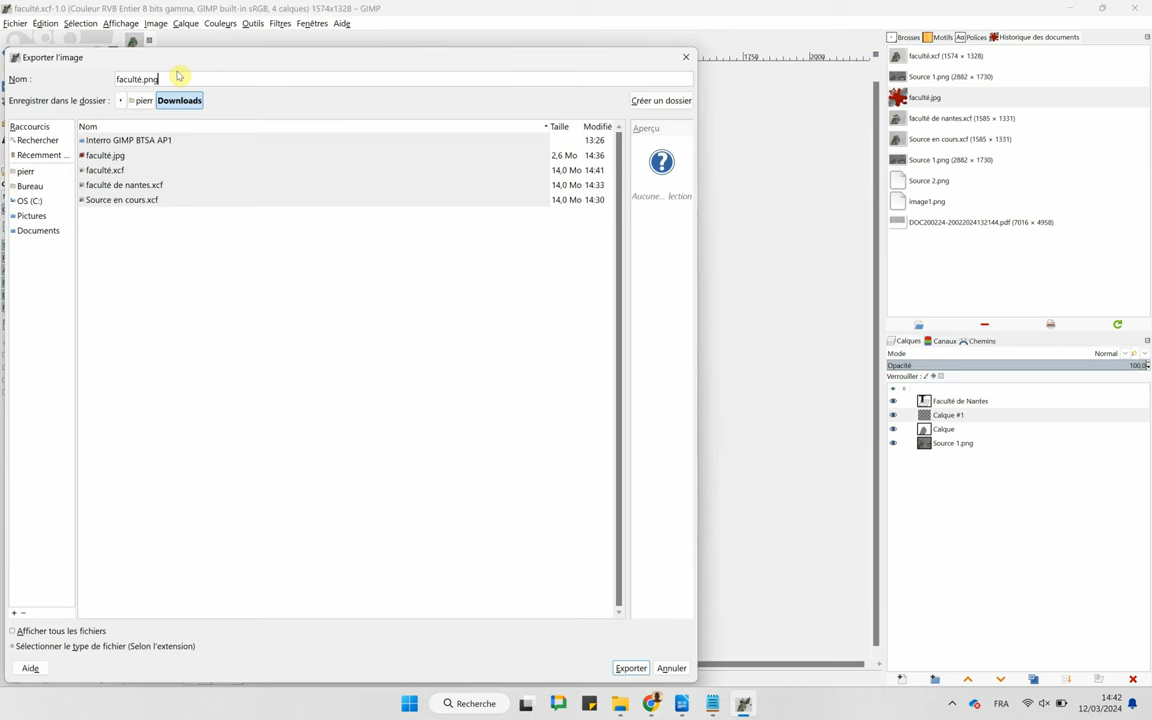 faculté.xcf-1.0 (Couleur RVB Entier 8 bits gamma, GIMP built-in sRGB, 4 calques) 1574x1328 – GIMP
Fichier Édition Sélection Affichage Image Calque Couleurs Outils Filtres Fenêtres Aide
Exporter l'image
Nom : faculté.png
Enregistrer dans le dossier : pierr Downloads Créer un dossier
Raccourcis
Rechercher
Récemment ...
pierr
Bureau
OS (C:)
Pictures
Documents
Nom Taille Modifié
Interro GIMP BTSA AP1 13:26
faculté.jpg 2,6 Mo 14:36
faculté.xcf 14,0 Mo 14:41
faculté de nantes.xcf 14,0 Mo 14:33
Source en cours.xcf 14,0 Mo 14:30
Aperçu
Aucune... lection
Afficher tous les fichiers
Sélectionner le type de fichier (Selon l'extension)
Aide Exporter Annuler
1750 2000
Brosses Motifs Polices Historique des documents
faculté.xcf (1574 × 1328)
Source 1.png (2882 × 1730)
faculté.jpg
faculté de nantes.xcf (1585 × 1331)
Source en cours.xcf (1585 × 1331)
Source 1.png (2882 × 1730)
Source 2.png
image1.png
DOC200224-20022024132144.pdf (7016 × 4958)
Calques Canaux Chemins
Mode Normal
Opacité 100,0
Verrouiller :
Faculté de Nantes
Calque #1
Calque
Source 1.png
Recherche
FRA
14:42
12/03/2024